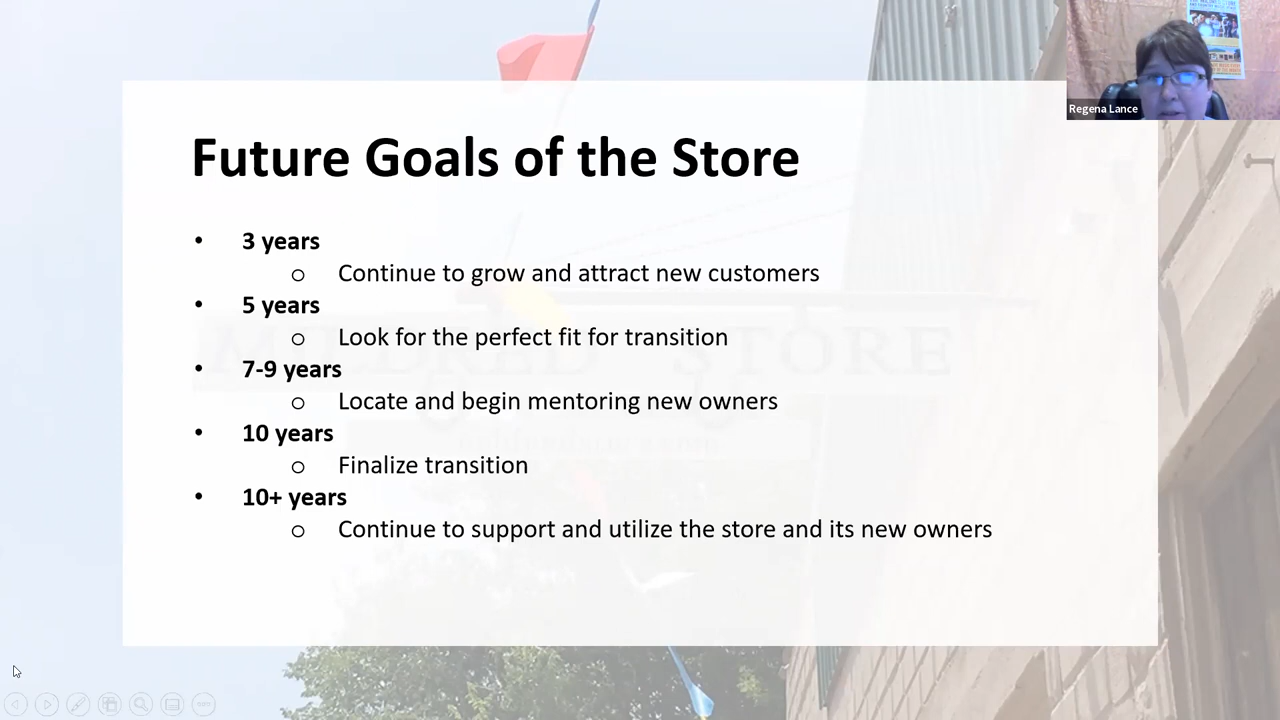 Regena Lance
Future Goals of the Store
• 3 years
o Continue to grow and attract new customers
• 5 years
o Look for the perfect fit for transition
• 7-9 years
o Locate and begin mentoring new owners
• 10 years
o Finalize transition
• 10+ years
o Continue to support and utilize the store and its new owners
MILDRED STORE